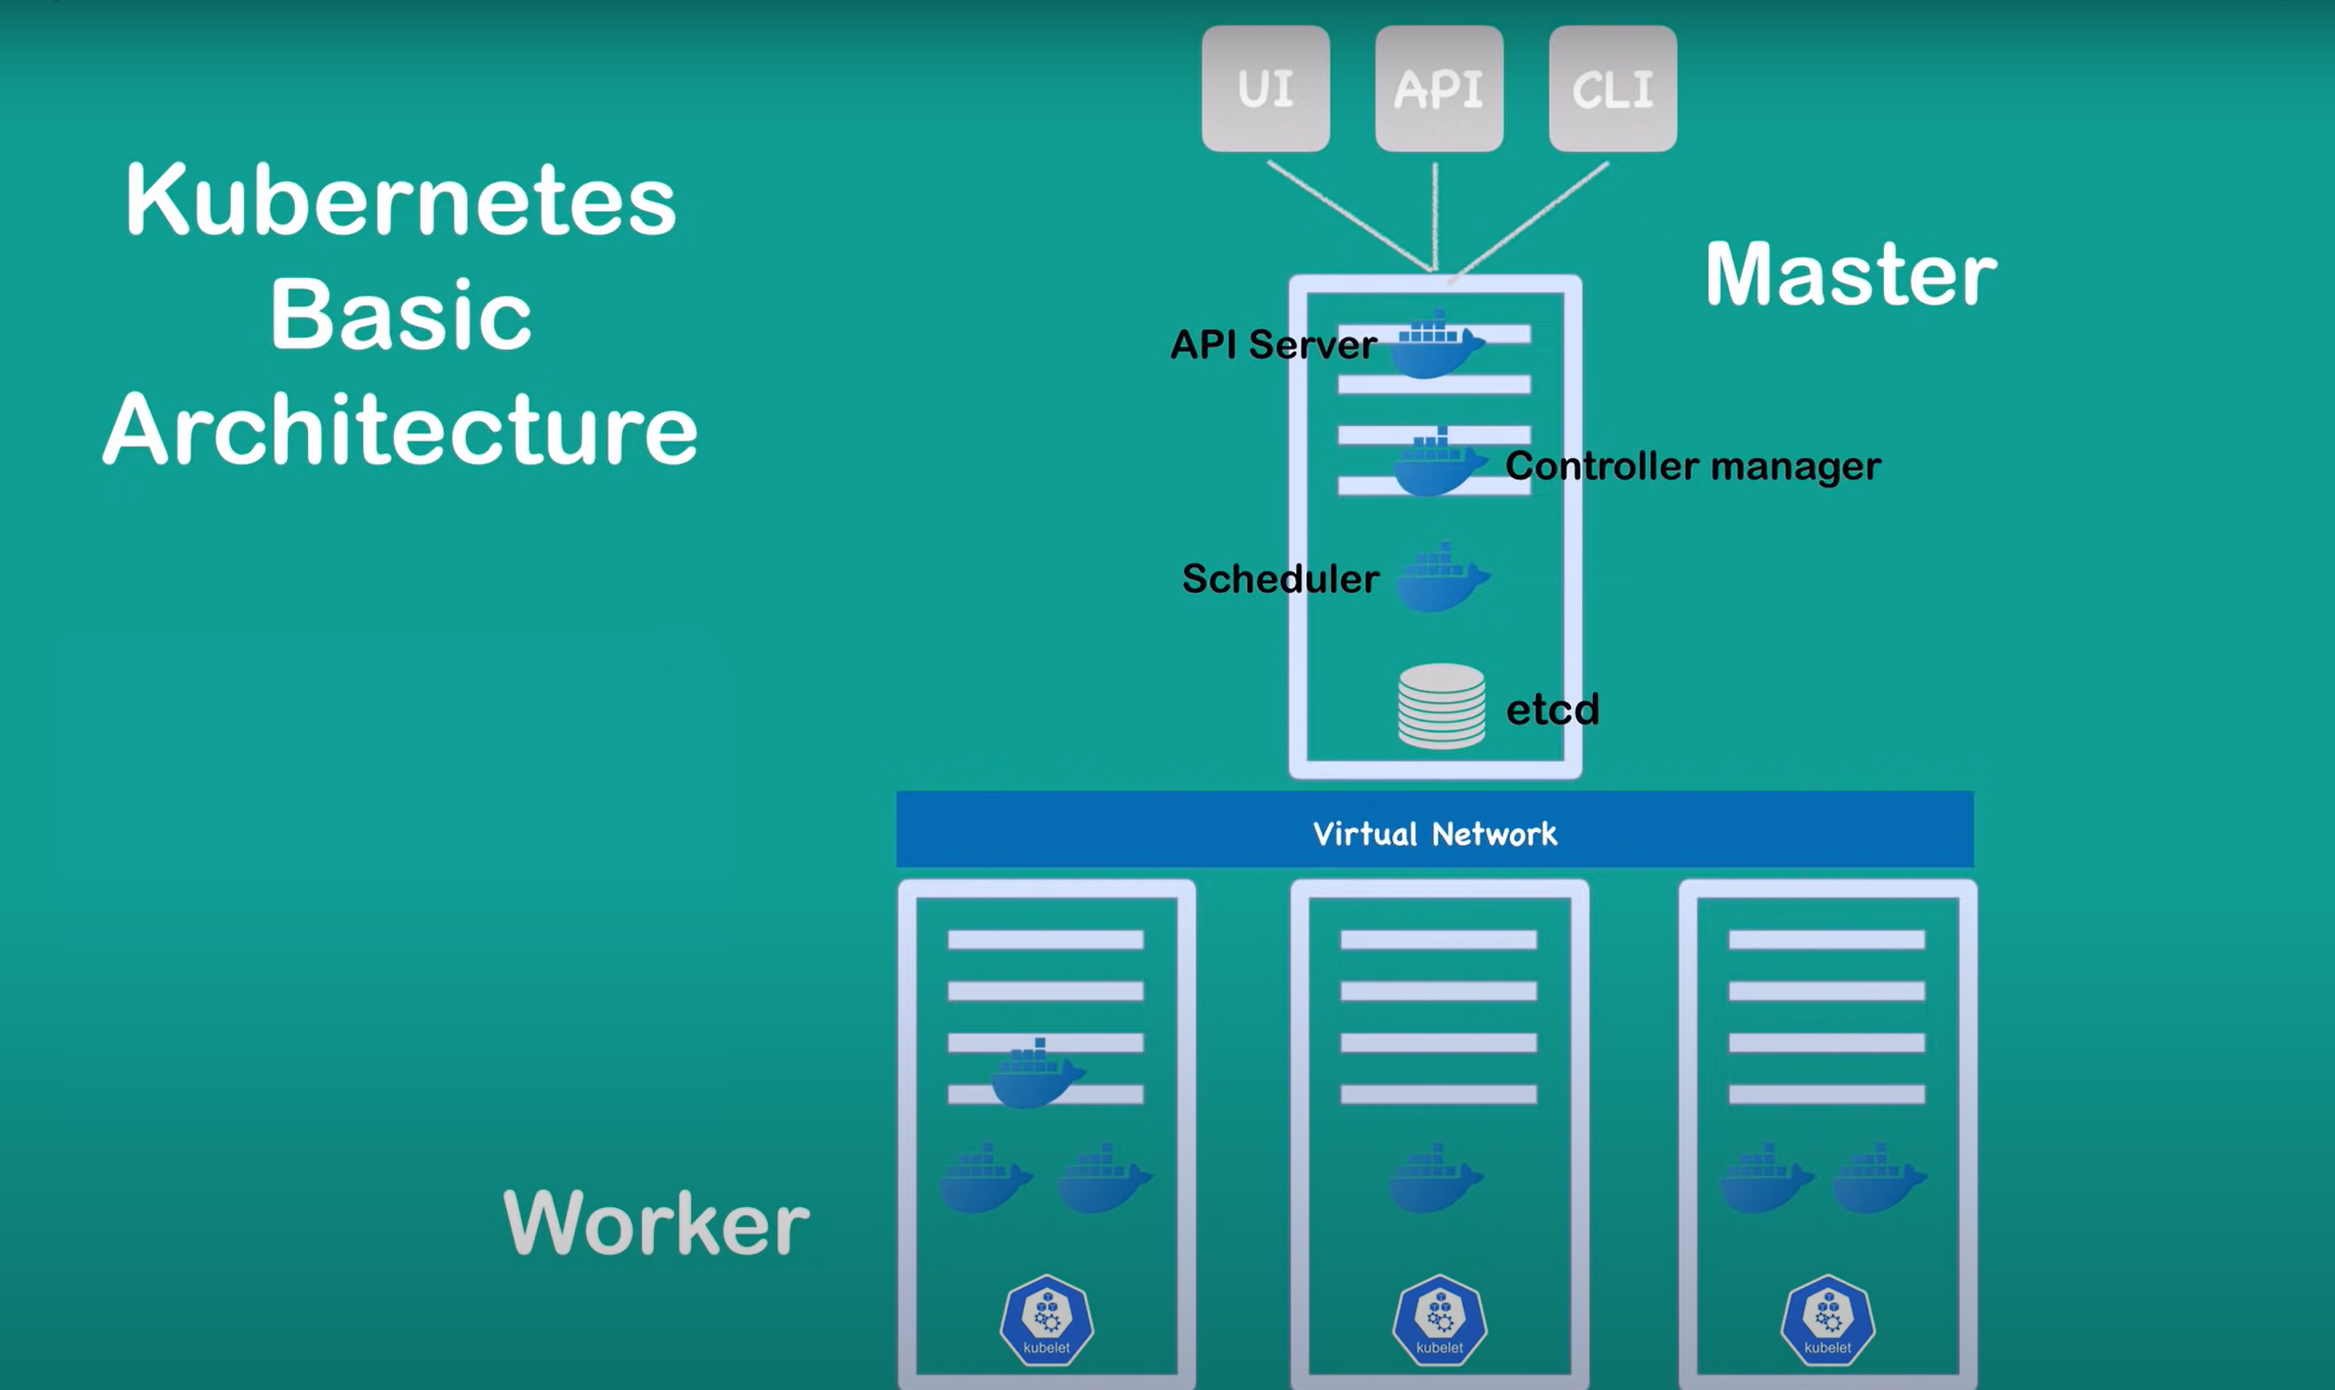 UI
API
CLI
Kubernetes
Basic
Architecture
Master
API Server
Controller manager
Scheduler
etcd
Virtual Network
Worker
kubelet
kubelet
kubelet